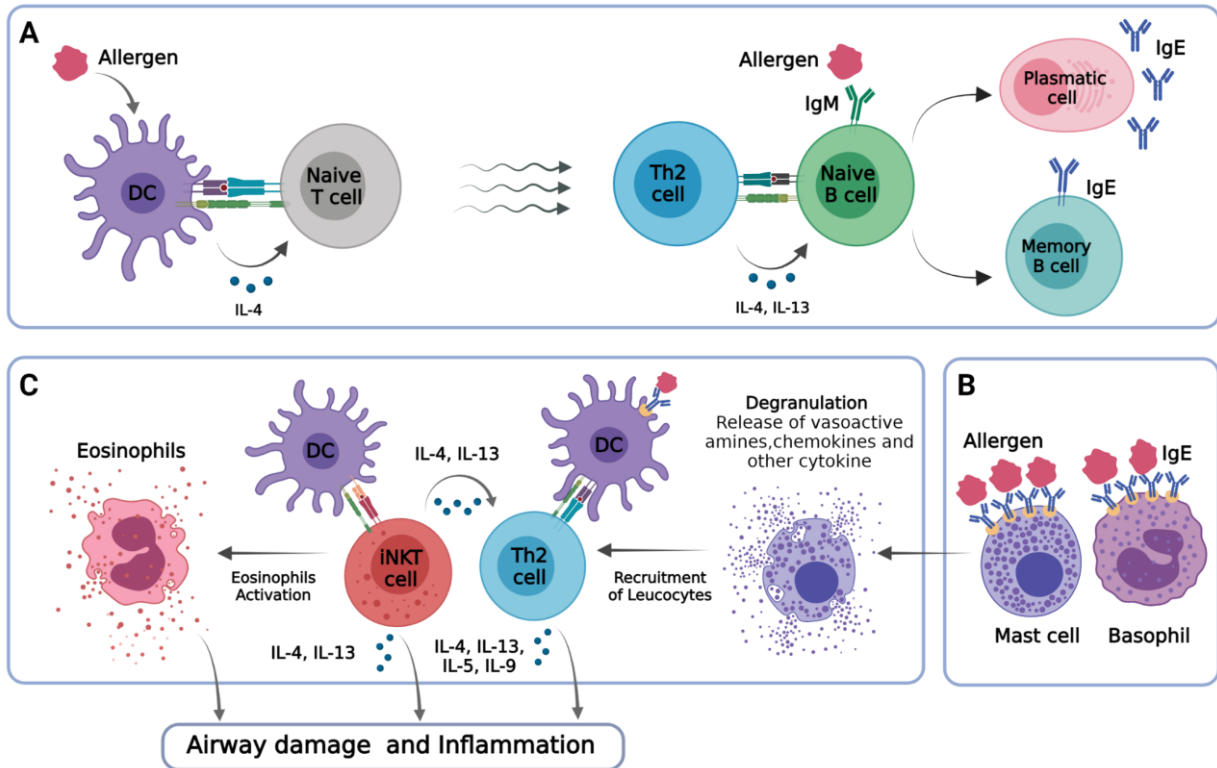 A
Allergen
DC
Naive
T cell
IL-4
Th2
cell
Allergen
IgM
Naive
B cell
IL-4, IL-13
Plasmatic
cell
IgE
IgE
Memory
B cell
C
Eosinophils
DC
IL-4, IL-13
DC
Degranulation
Release of vasoactive
amines,chemokines and
other cytokine
iNKT
cell
Th2
cell
Eosinophils
Activation
Recruitment
of Leucocytes
IL-4, IL-13
IL-4, IL-13,
IL-5, IL-9
B
Allergen
IgE
Mast cell
Basophil
Airway damage and Inflammation